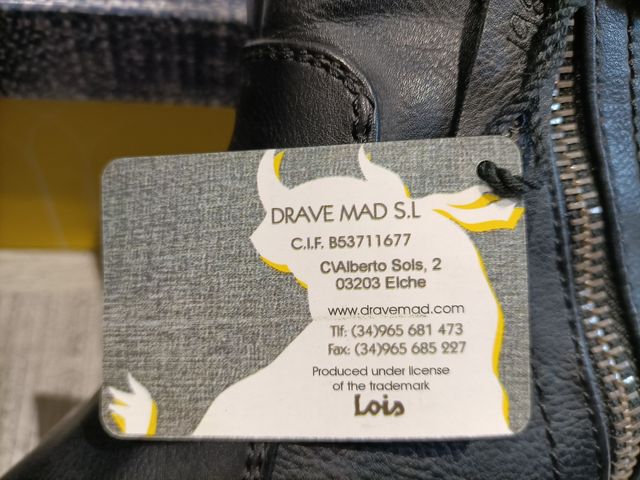 DRAVE MAD S.L
C.I.F. B53711677
C\Alberto Sols, 2
03203 Elche
www.dravemad.com
Tlf: (34)965 681 473
Fax: (34)965 685 227
Produced under license
of the trademark
Lois